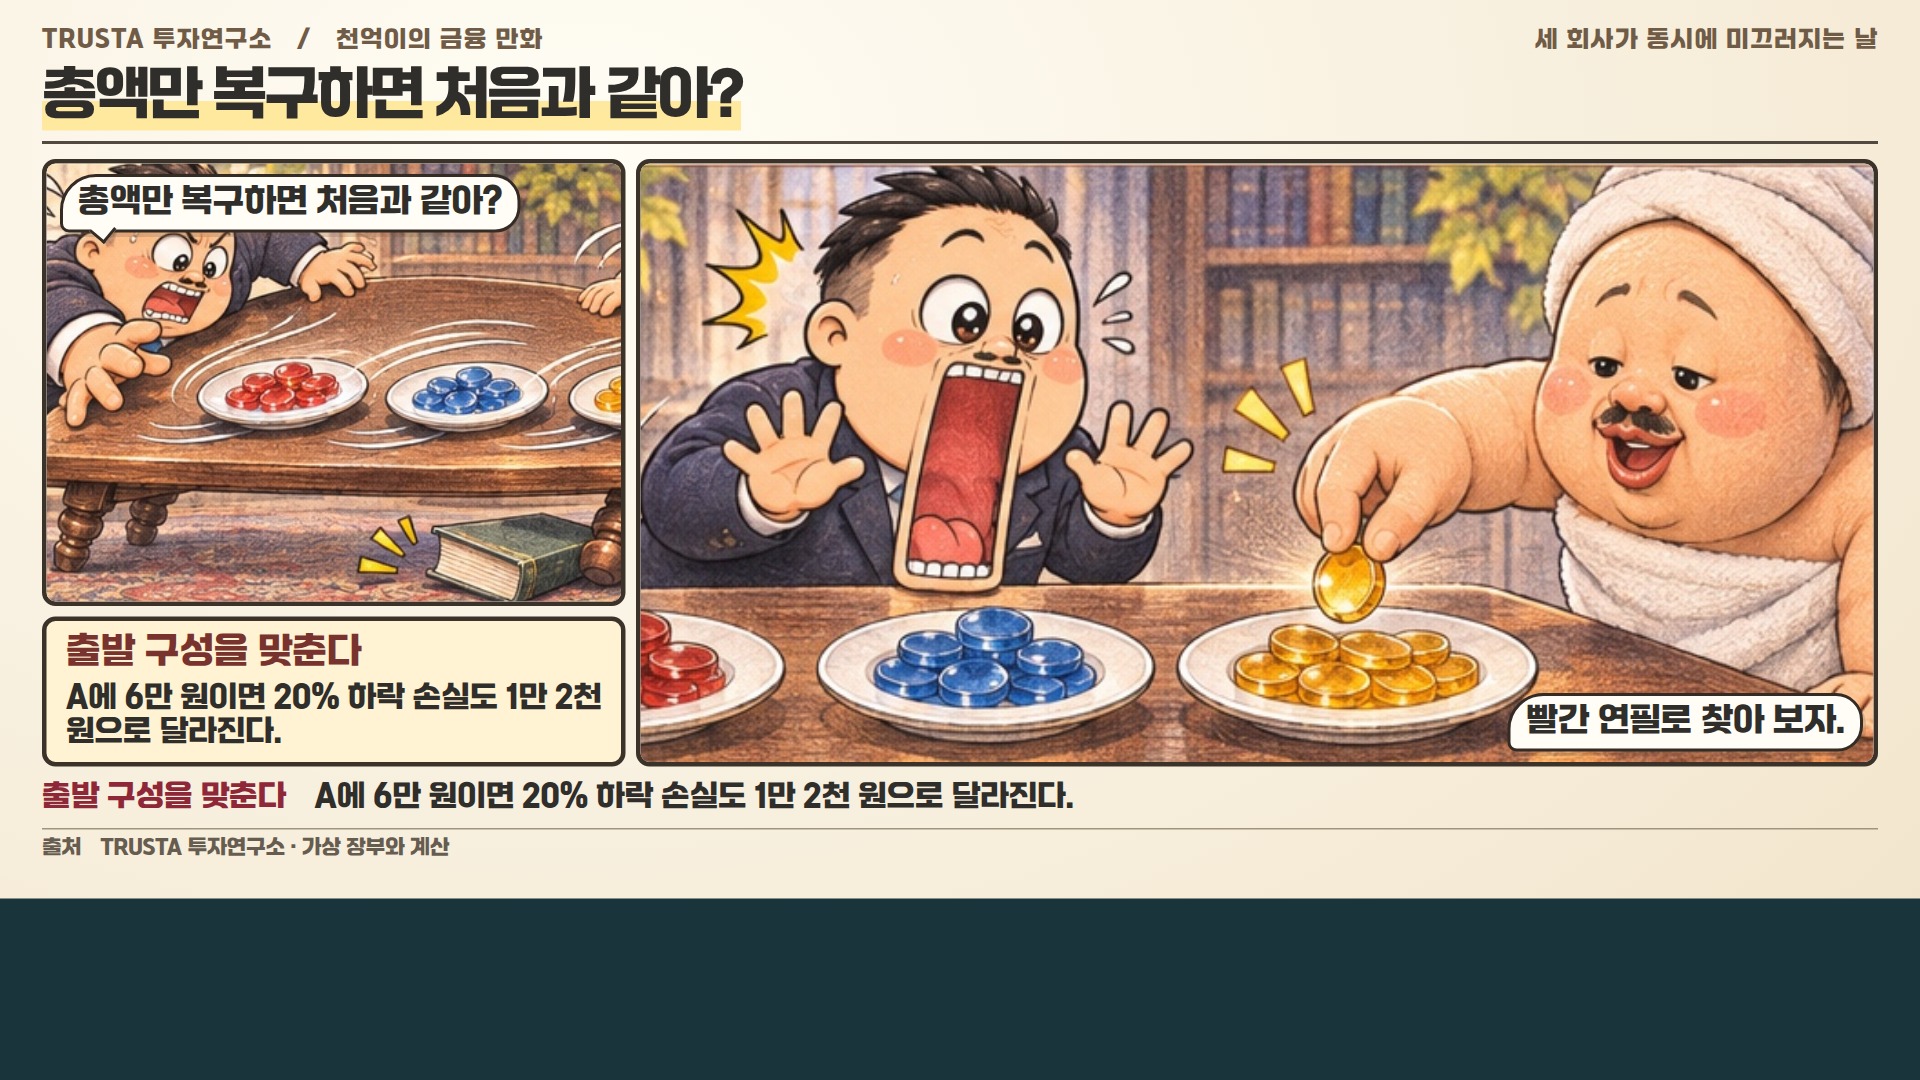 TRUSTA 투자연구소 / 천억이의 금융 만화
세 회사가 동시에 미끄러지는 날
총액만 복구하면 처음과 같아?
총액만 복구하면 처음과 같아?
출발 구성을 맞춘다
A에 6만 원이면 20% 하락 손실도 1만 2천
원으로 달라진다.
빨간 연필로 찾아 보자.
출발 구성을 맞춘다 A에 6만 원이면 20% 하락 손실도 1만 2천 원으로 달라진다.
출처 TRUSTA 투자연구소 · 가상 장부와 계산